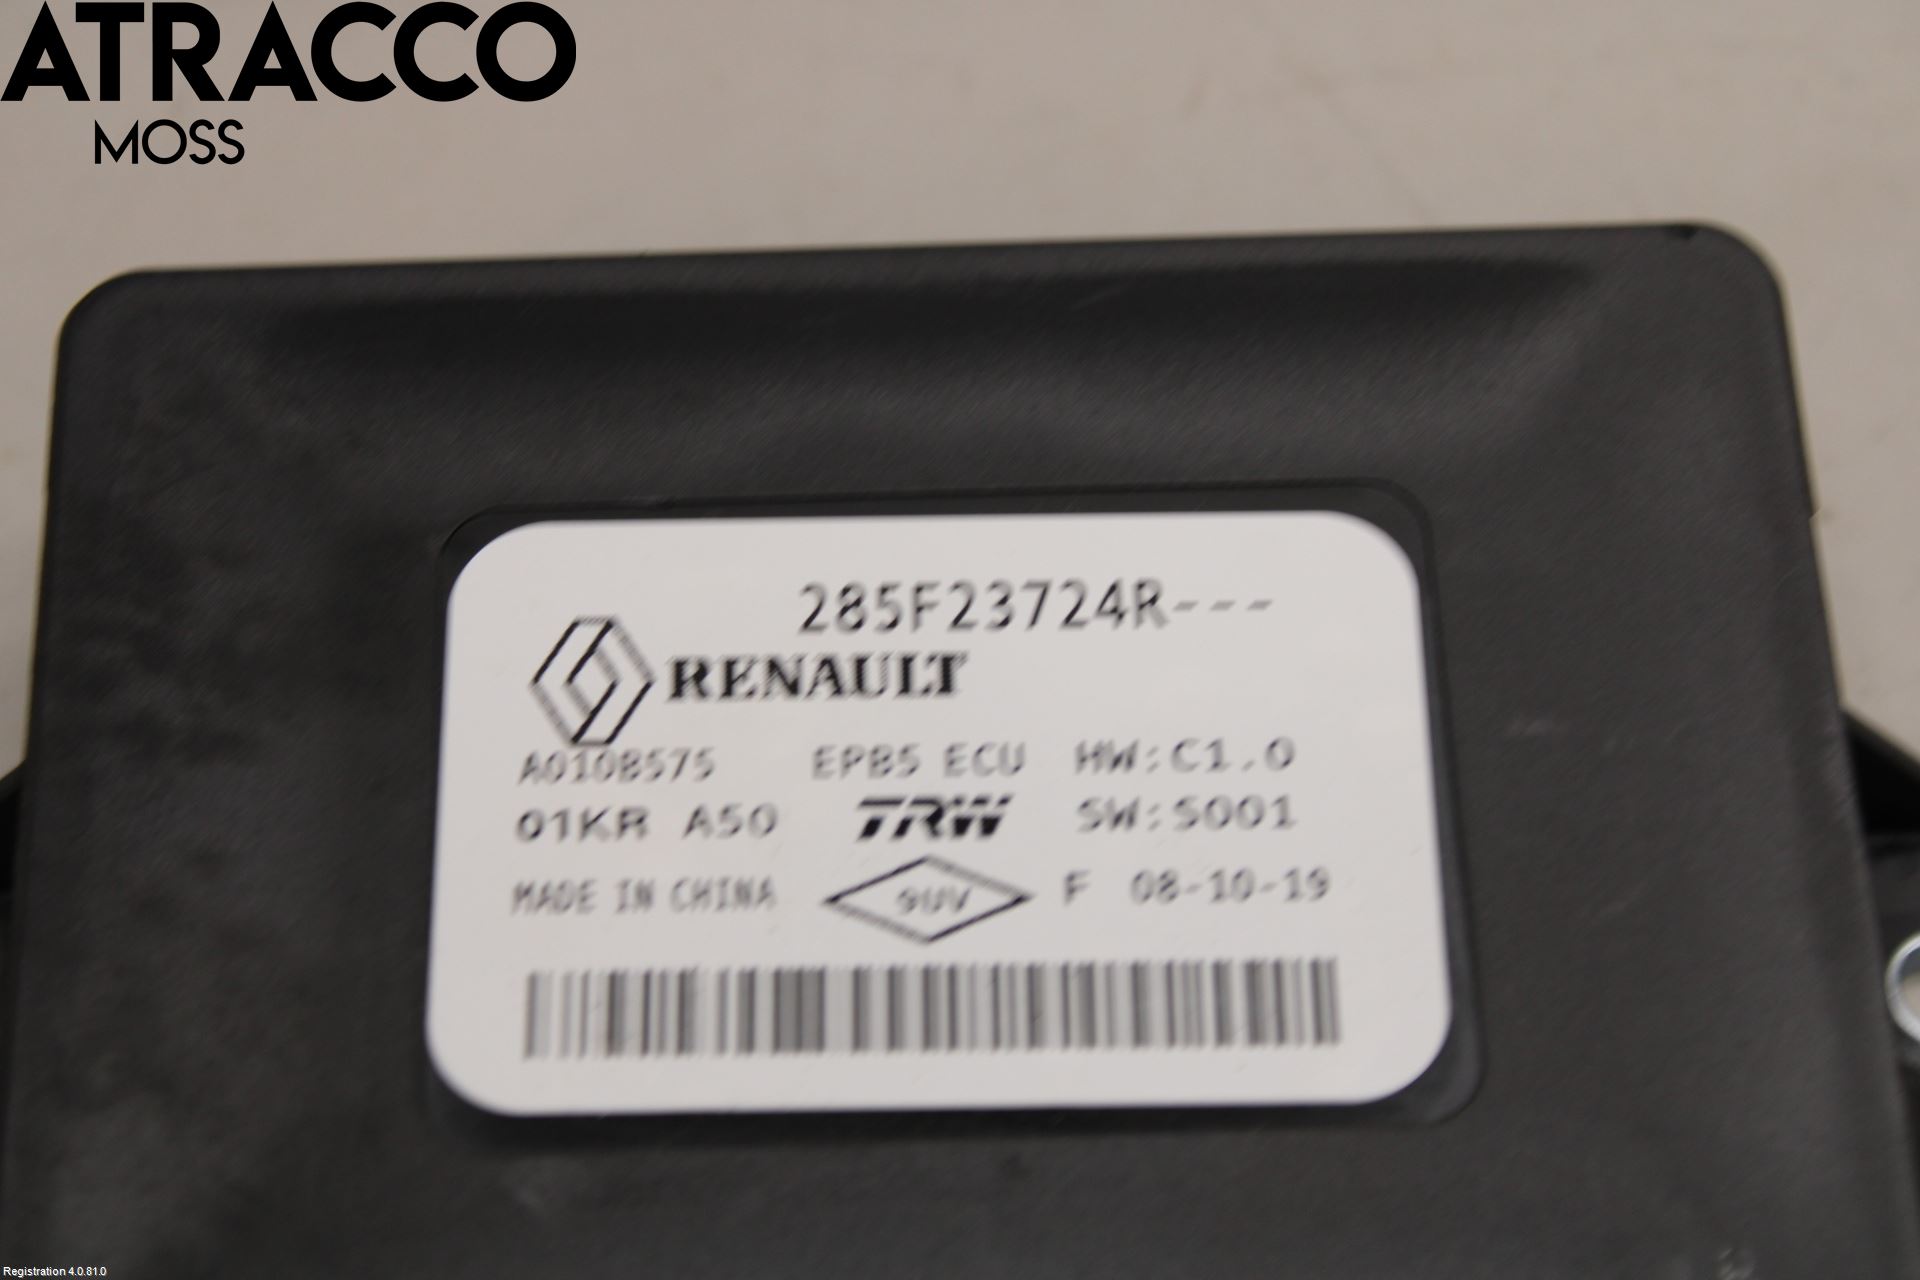 ATRACCO
MOSS
285F23724R---
RENAULT
A0108575 EPB5 ECU HW:C1.0
01KR A50 TRW SW:S001
MADE IN CHINA 9UV F 08-10-19
Registration 4.0.81.0